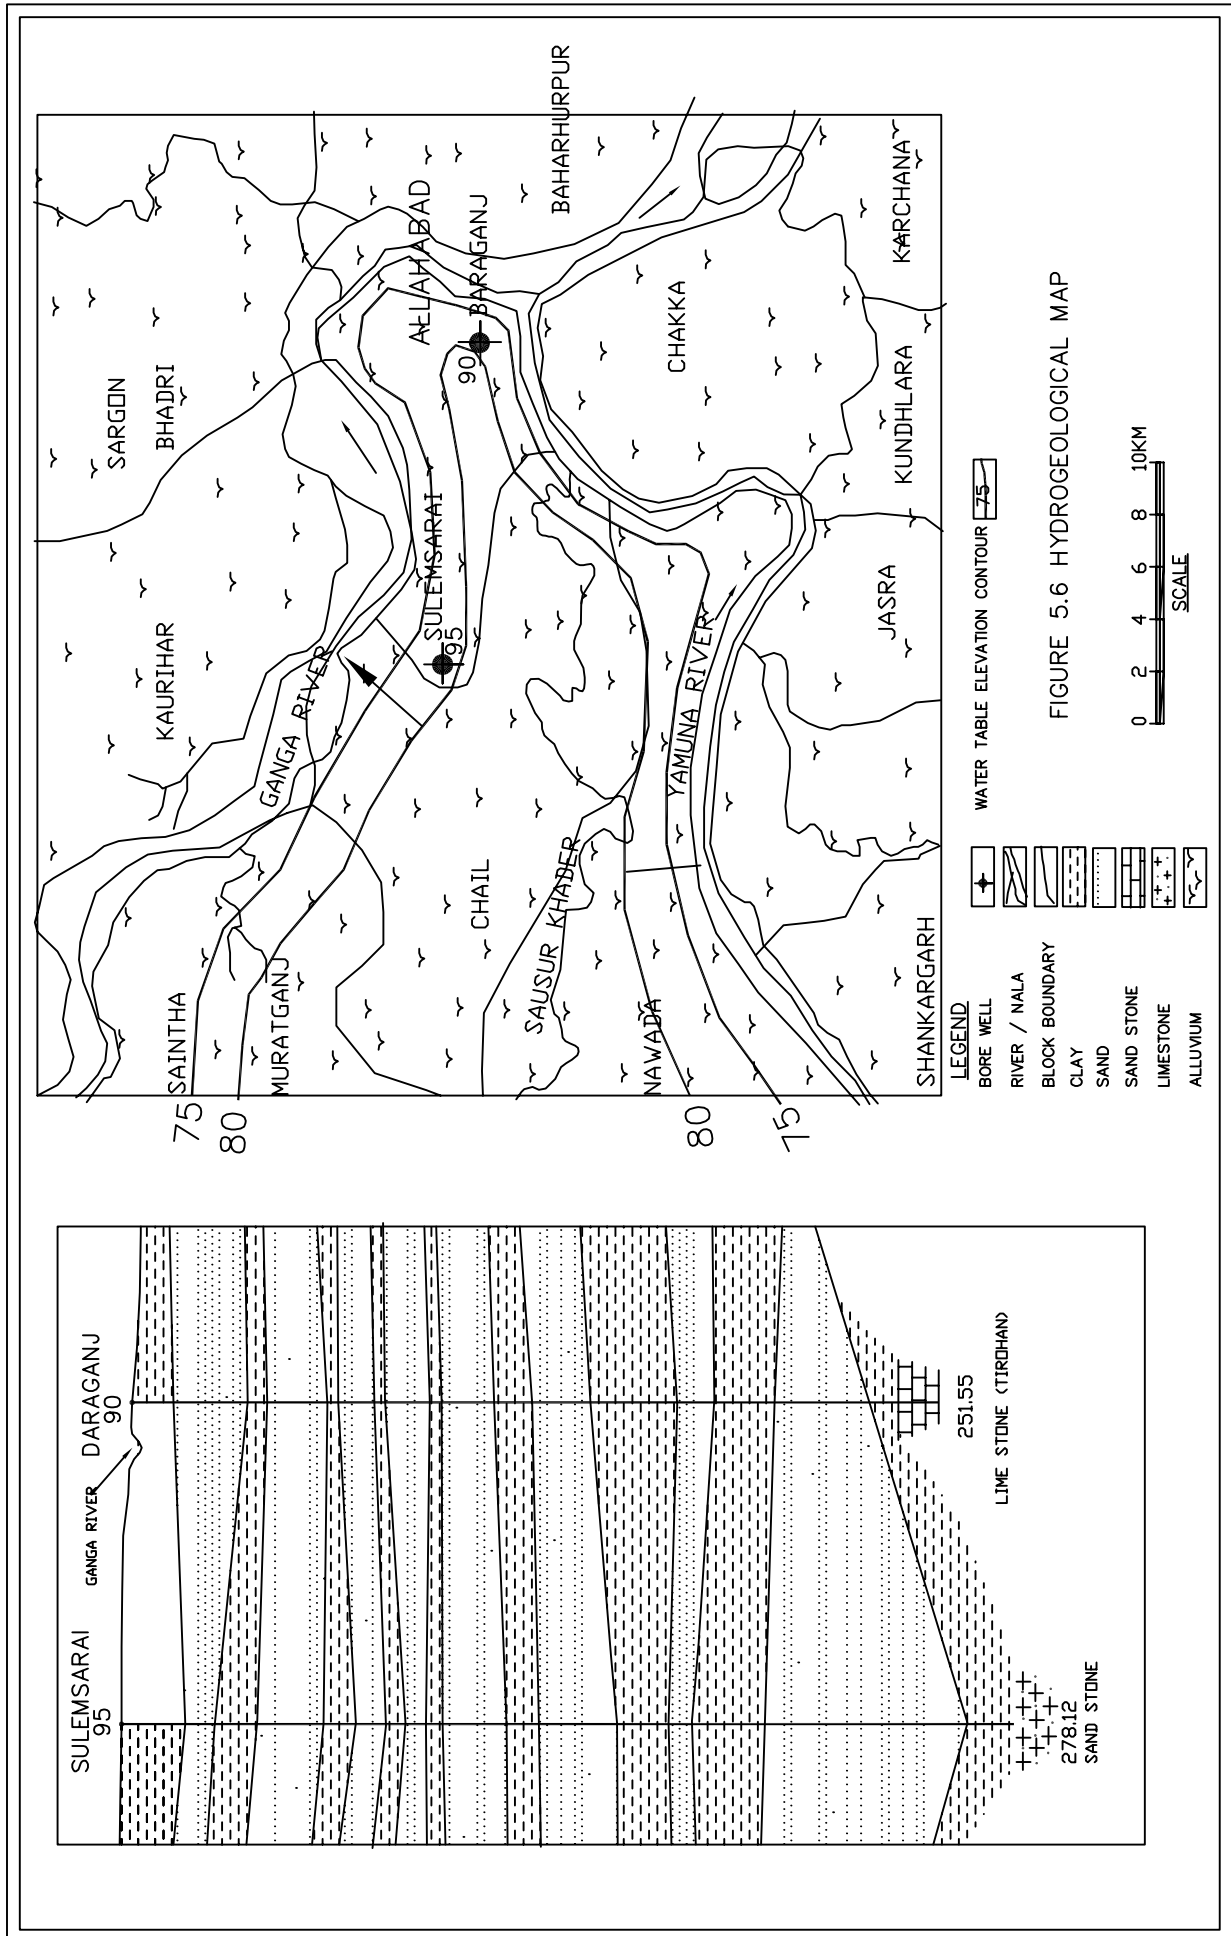 SULEMSARAI
95
GANGA RIVER
DARAGANJ
90
251.55
LIME STONE (TIROHAN)
278.12
SAND STONE
75
80
80
75
SAINTHA
MURATGANJ
KAURIHAR
GANGA RIVER
SARGON
BHADRI
ALLAHABAD
BARAGANJ
90
BAHARHURPUR
SULEMSARAI
95
CHAIL
SAUSUR KHADER
NAWADA
YAMUNA RIVER
CHAKKA
SHANKARGARH
JASRA
KUNDHLARA
KARCHANA
LEGEND
BORE WELL
RIVER / NALA
BLOCK BOUNDARY
CLAY
SAND
SAND STONE
LIMESTONE
ALLUVIUM
WATER TABLE ELEVATION CONTOUR
75
FIGURE 5.6 HYDROGEOLOGICAL MAP
0 2 4 6 8 10KM
SCALE